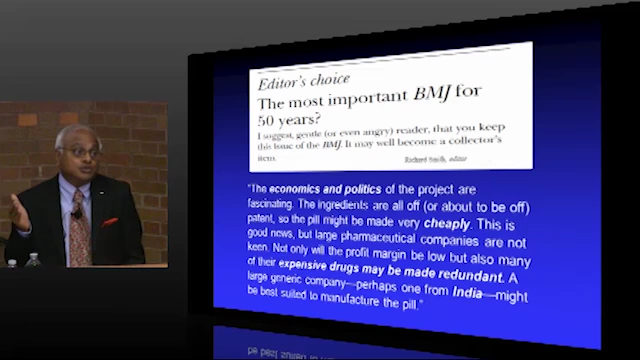 Editor's choice
The most important BMJ for
50 years?
I suggest, gentle (or even angry) reader, that you keep
this issue of the BMJ. It may well become a collector's
item.
Richard Smith, editor
"The economics and politics of the project are
fascinating. The ingredients are all off (or about to be off)
patent, so the pill might be made very cheaply. This is
good news, but large pharmaceutical companies are not
keen. Not only will the profit margin be low but also many
of their expensive drugs may be made redundant. A
large generic company—perhaps one from India—might
be best suited to manufacture the pill."